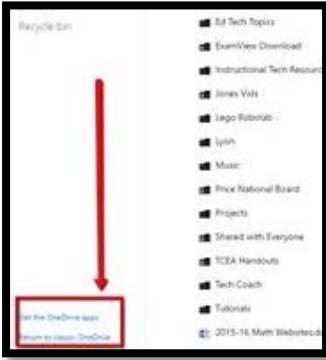 Recycle bin
Get the OneDrive apps
Return to classic OneDrive
Ed Tech Topics
ExamView Download
Instructional Tech Resourc
Jones Vids
Lego Robolab
Lyon
Music
Price National Board
Projects
Shared with Everyone
TCEA Handouts
Tech Coach
Tutorials
2015-16 Math Websites.do